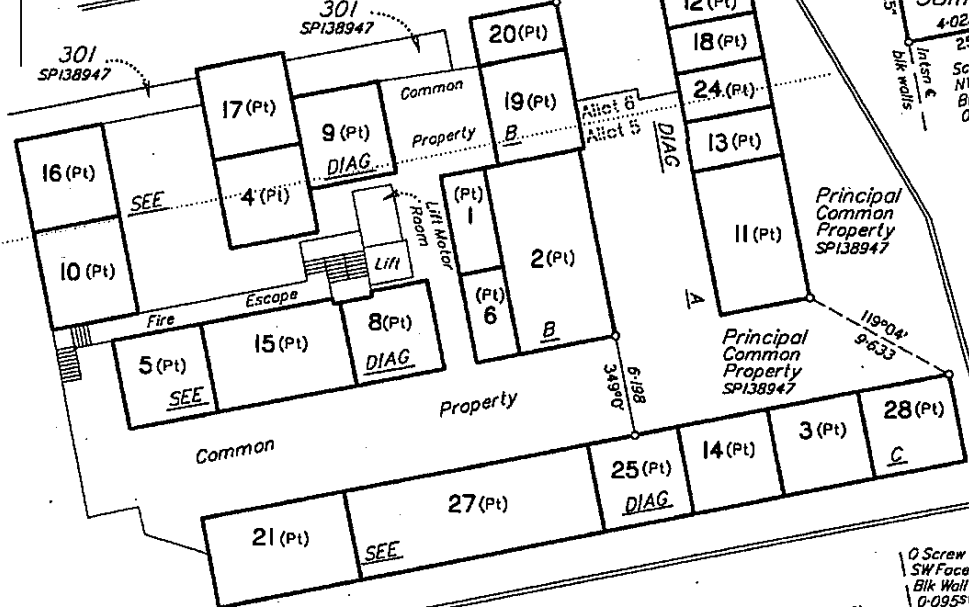 301
SP138947
301
SP138947
12 (Pt)
20 (Pt)
18 (Pt)
4·02
Intsn ₠
blk walls
17 (Pt)
Common
24 (Pt)
19 (Pt)
B
Allot 6
Allot 5
9 (Pt)
DIAG
Property
DIAG
13 (Pt)
16 (Pt)
SEE
4 (Pt)
(Pt)
1
Lift Motor
Room
Principal
Common
Property
SP138947
11 (Pt)
10 (Pt)
Lift
2 (Pt)
(Pt)
6
B
A
Fire Escape
5 (Pt)
SEE
15 (Pt)
8 (Pt)
DIAG
119°04'
9·633
Principal
Common
Property
SP138947
6·198
349°0'
Common Property
28 (Pt)
C
3 (Pt)
14 (Pt)
25 (Pt)
DIAG
27 (Pt)
SEE
21 (Pt)
O Screw
SW Face
Blk Wall
0·095